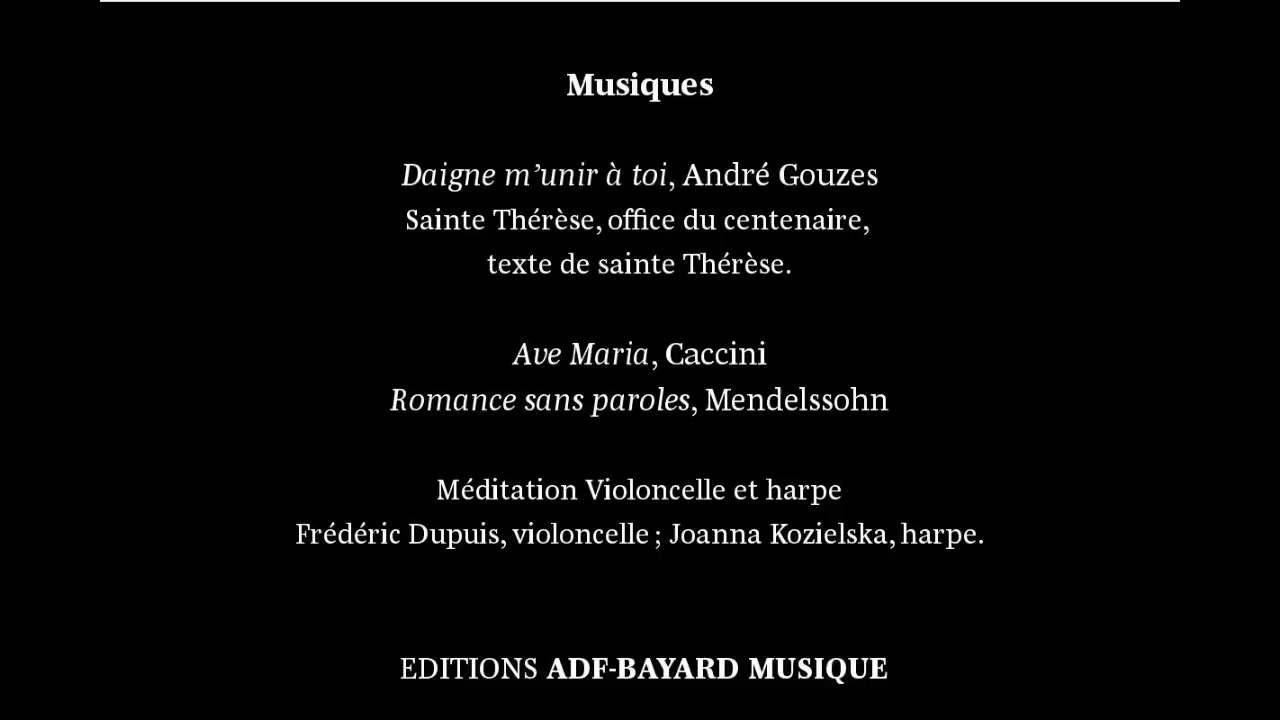 Musiques
Daigne m’unir à toi, André Gouzes
Sainte Thérèse, office du centenaire,
texte de sainte Thérèse.
Ave Maria, Caccini
Romance sans paroles, Mendelssohn
Méditation Violoncelle et harpe
Frédéric Dupuis, violoncelle ; Joanna Kozielska, harpe.
EDITIONS ADF-BAYARD MUSIQUE